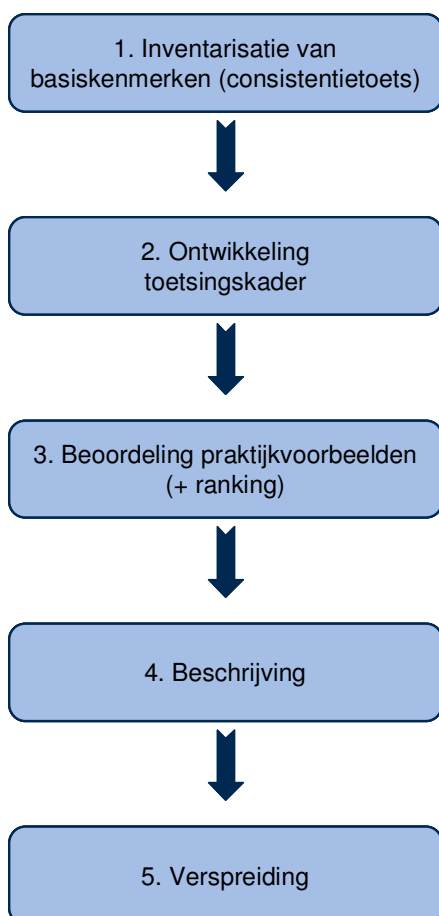 1. Inventarisatie van
basiskenmerken (consistentietoets)
2. Ontwikkeling
toetsingskader
3. Beoordeling praktijkvoorbeelden
(+ ranking)
4. Beschrijving
5. Verspreiding